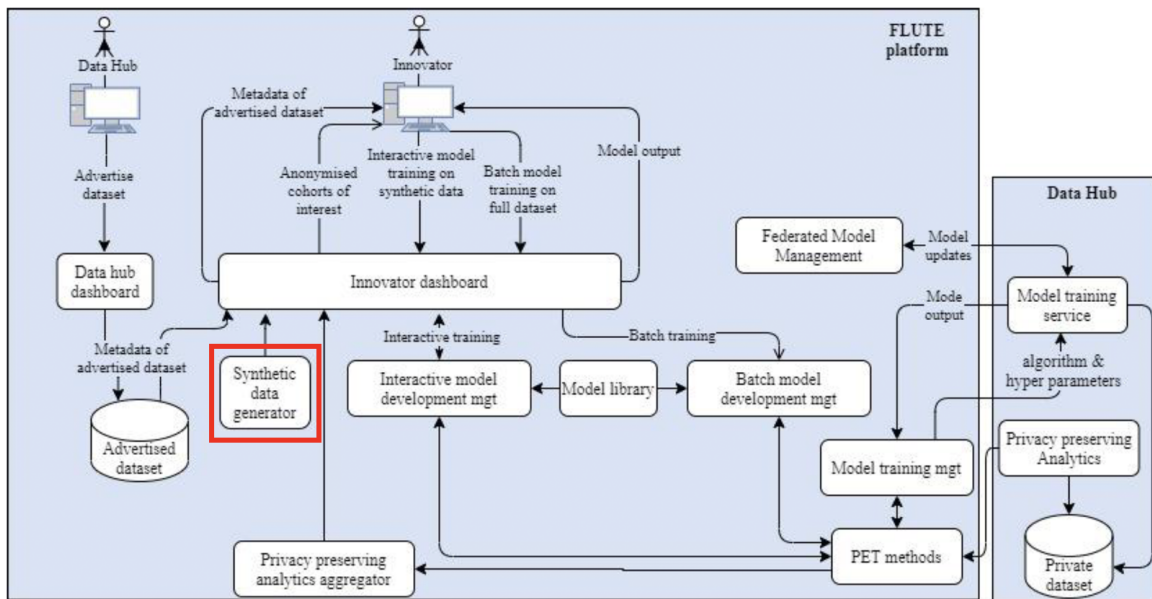 FLUTE
platform
Data Hub
Innovator
Metadata of
advertised dataset
Advertise
dataset
Anonymised
cohorts of
interest
Interactive model
training on
synthetic data
Batch model
training on
full dataset
Model output
Data Hub
Data hub
dashboard
Innovator dashboard
Federated Model
Management
Model
updates
Model training
service
Mode
output
Metadata of
advertised dataset
Interactive training
Batch training
algorithm &
hyper parameters
Synthetic
data
generator
Interactive model
development mgt
Model library
Batch model
development mgt
Advertised
dataset
Model training mgt
Privacy preserving
Analytics
Privacy preserving
analytics aggregator
PET methods
Private
dataset